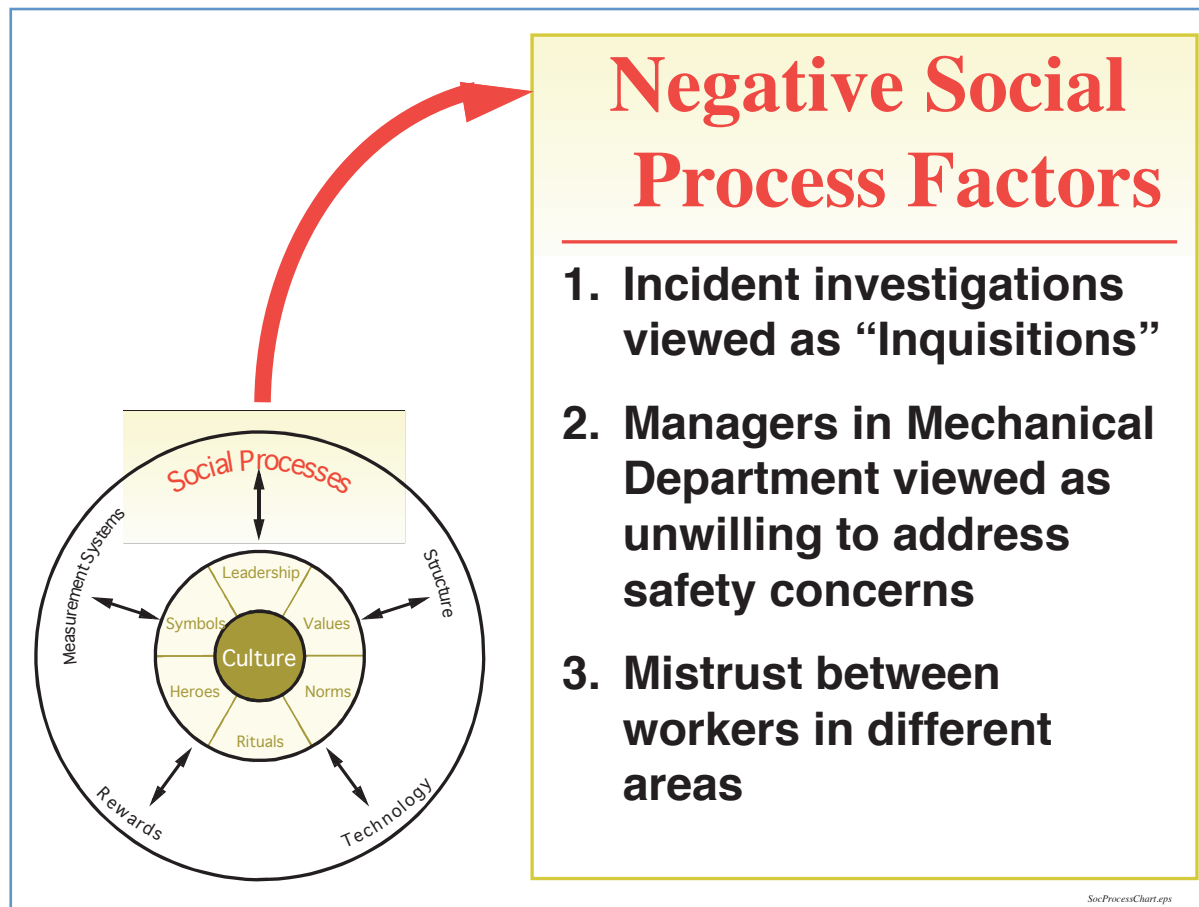 Negative Social
Process Factors
1. Incident investigations
viewed as “Inquisitions”
2. Managers in Mechanical
Department viewed as
unwilling to address
safety concerns
3. Mistrust between
workers in different
areas
Social Processes
Measurement Systems
Structure
Leadership
Symbols
Values
Culture
Heroes
Norms
Rituals
Rewards
Technology
SocProcessChart.eps